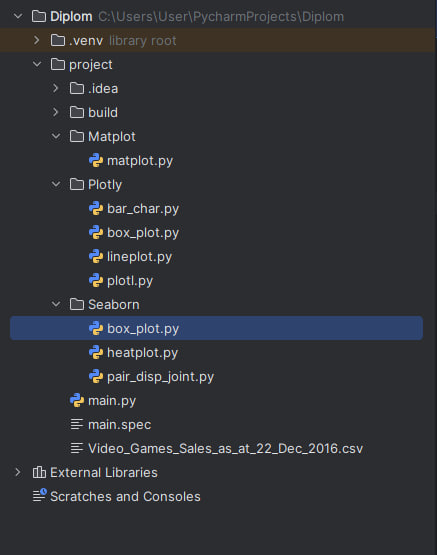 Diplom C:\Users\User\PycharmProjects\Diplom
.venv library root
project
.idea
build
Matplot
matplot.py
Plotly
bar_char.py
box_plot.py
lineplot.py
plotl.py
Seaborn
box_plot.py
heatplot.py
pair_disp_joint.py
main.py
main.spec
Video_Games_Sales_as_at_22_Dec_2016.csv
External Libraries
Scratches and Consoles